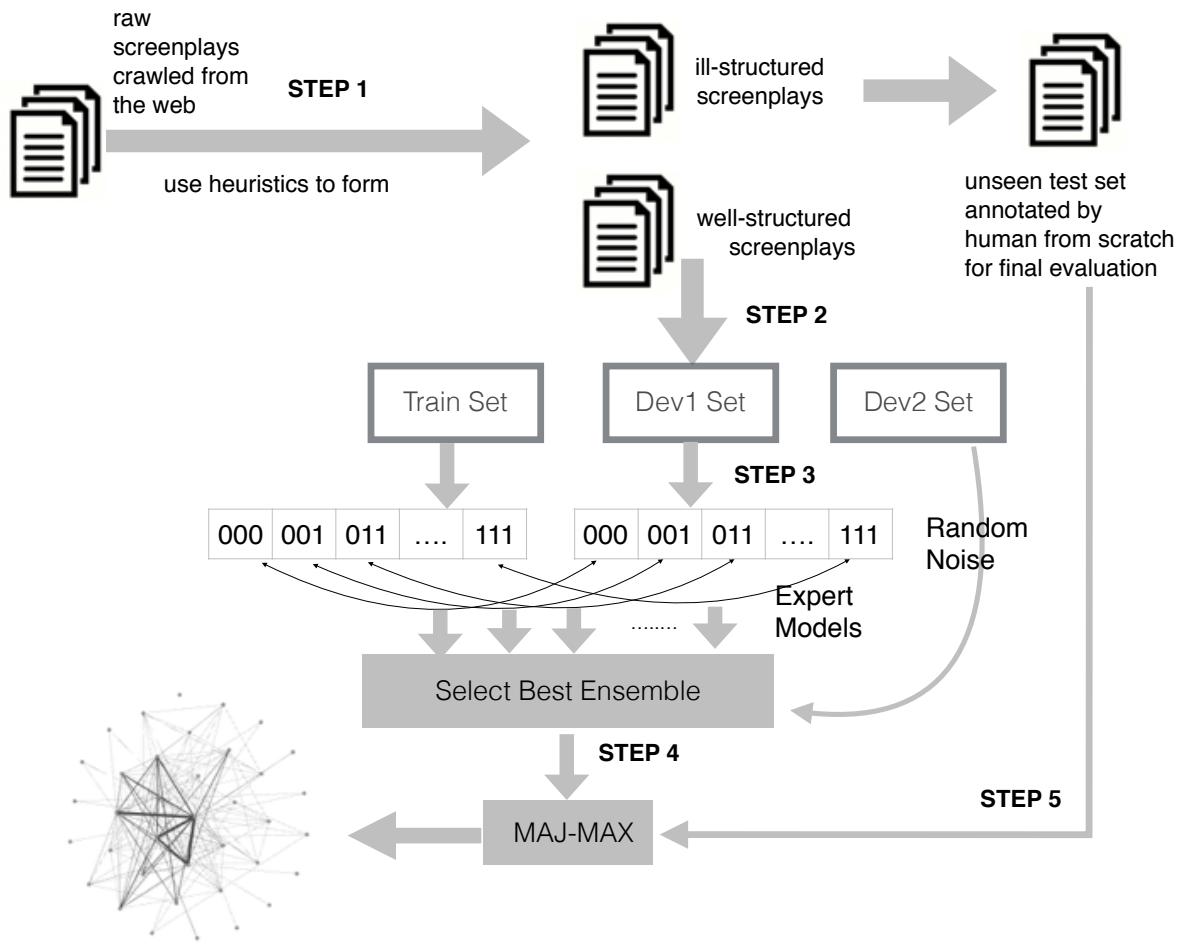 raw
screenplays
crawled from
the web
STEP 1
use heuristics to form
ill-structured
screenplays
well-structured
screenplays
unseen test set
annotated by
human from scratch
for final evaluation
STEP 2
Train Set
Dev1 Set
Dev2 Set
STEP 3
000 001 011 .... 111
000 001 011 .... 111
Random
Noise
Expert
Models
........
Select Best Ensemble
STEP 4
STEP 5
MAJ-MAX